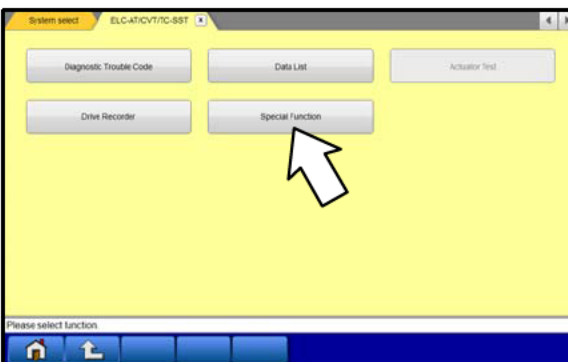 System select ELC-AT/CVT/TC-SST x
Diagnostic Trouble Code Data List Actuator Test
Drive Recorder Special Function
Please select function.